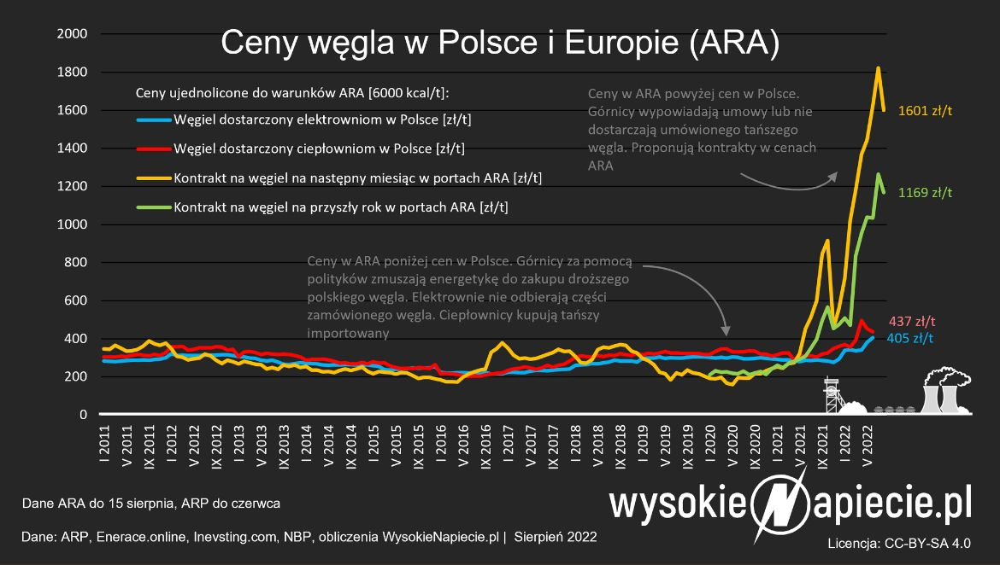 Ceny węgla w Polsce i Europie (ARA)
2000
1800
1600
1400
1200
1000
800
600
400
200
0
Ceny ujednolicone do warunków ARA [6000 kcal/t]:
Węgiel dostarczony elektrowniom w Polsce [zł/t]
Węgiel dostarczony ciepłowniom w Polsce [zł/t]
Kontrakt na węgiel na następny miesiąc w portach ARA [zł/t]
Kontrakt na węgiel na przyszły rok w portach ARA [zł/t]
Ceny w ARA powyżej cen w Polsce.
Górnicy wypowiadają umowy lub nie
dostarczają umówionego tańszego
węgla. Proponują kontrakty w cenach
ARA
1601 zł/t
1169 zł/t
Ceny w ARA poniżej cen w Polsce. Górnicy za pomocą
polityków zmuszają energetykę do zakupu droższego
polskiego węgla. Elektrownie nie odbierają części
zamówionego węgla. Ciepłownicy kupują tańszy
importowany
437 zł/t
405 zł/t
I 2011
V 2011
IX 2011
I 2012
V 2012
IX 2012
I 2013
V 2013
IX 2013
I 2014
V 2014
IX 2014
I 2015
V 2015
IX 2015
I 2016
V 2016
IX 2016
I 2017
V 2017
IX 2017
I 2018
V 2018
IX 2018
I 2019
V 2019
IX 2019
I 2020
V 2020
IX 2020
I 2021
V 2021
IX 2021
I 2022
V 2022
Dane ARA do 15 sierpnia, ARP do czerwca
wysokieNapiecie.pl
Dane: ARP, Enerace.online, Inevsting.com, NBP, obliczenia WysokieNapiecie.pl | Sierpień 2022
Licencja: CC-BY-SA 4.0